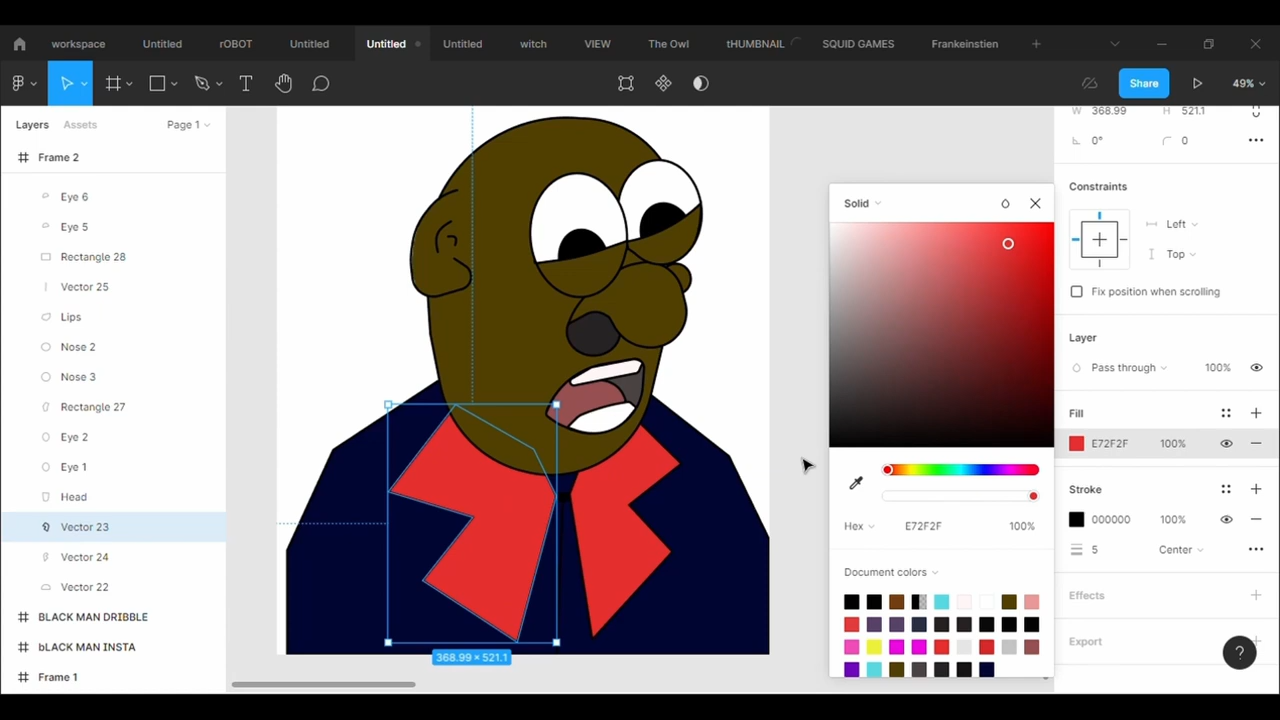 workspace Untitled rOBOT Untitled Untitled Untitled witch VIEW The Owl tHUMBNAIL SQUID GAMES Frankeinstien
T Share 49%
Layers Assets Page 1
Frame 2
Eye 6
Eye 5
Rectangle 28
Vector 25
Lips
Nose 2
Nose 3
Rectangle 27
Eye 2
Eye 1
Head
Vector 23
Vector 24
Vector 22
BLACK MAN DRIBBLE
bLACK MAN INSTA
Frame 1
368.99 × 521.1
Solid
Hex E72F2F 100%
Document colors
W 368.99 H 521.1
0° 0
Constraints
Left
Top
Fix position when scrolling
Layer
Pass through 100%
Fill
E72F2F 100%
Stroke
000000 100%
5 Center
Effects
Export
?